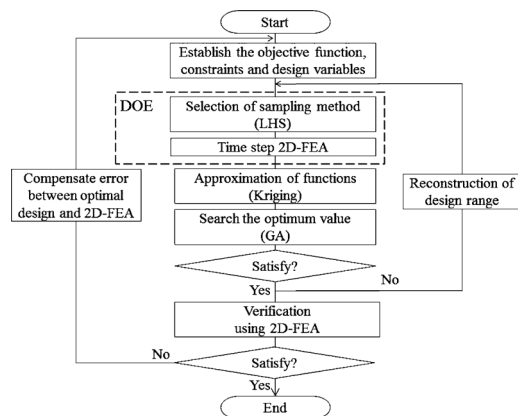 Start
Establish the objective function,
constraints and design variables
DOE
Selection of sampling method
(LHS)
Time step 2D-FEA
Compensate error
between optimal
design and 2D-FEA
Approximation of functions
(Kriging)
Reconstruction of
design range
Search the optimum value
(GA)
Satisfy?
No
Yes
Verification
using 2D-FEA
No
Satisfy?
Yes
End